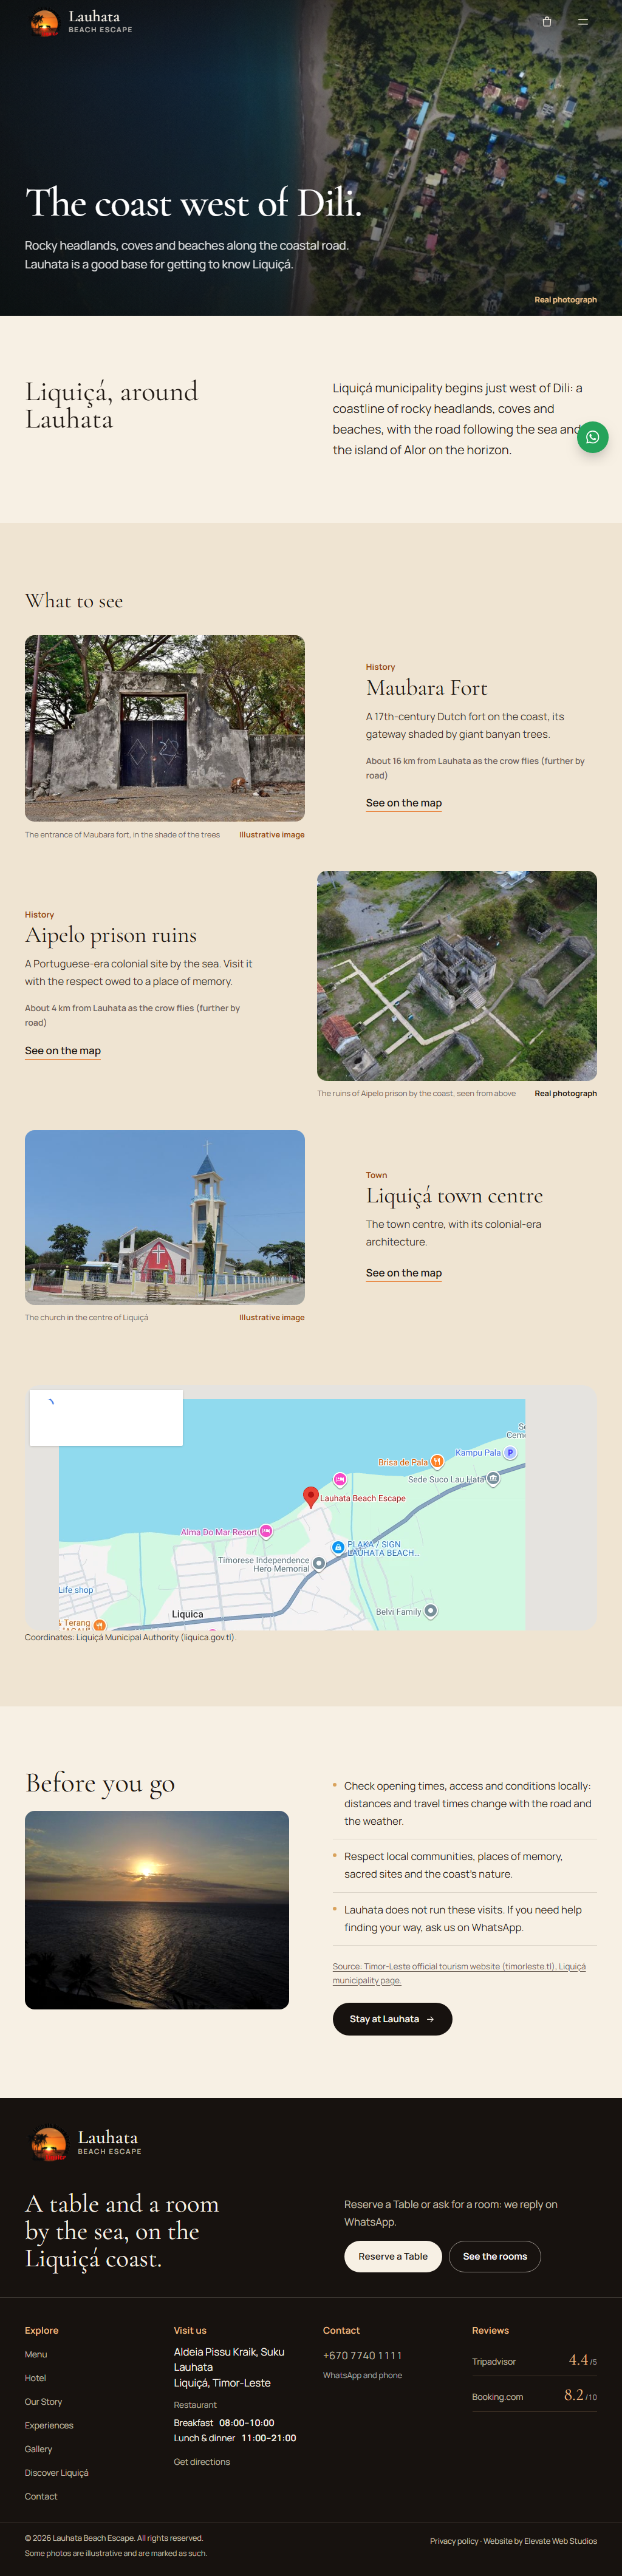 Lauhata
BEACH ESCAPE
The coast west of Dili.
Rocky headlands, coves and beaches along the coastal road.
Lauhata is a good base for getting to know Liquiçá.
Real photograph
Liquiçá, around
Lauhata
Liquiçá municipality begins just west of Dili: a
coastline of rocky headlands, coves and
beaches, with the road following the sea and
the island of Alor on the horizon.
What to see
History
Maubara Fort
A 17th-century Dutch fort on the coast, its
gateway shaded by giant banyan trees.
About 16 km from Lauhata as the crow flies (further by
road)
See on the map
The entrance of Maubara fort, in the shade of the trees
Illustrative image
History
Aipelo prison ruins
A Portuguese-era colonial site by the sea. Visit it
with the respect owed to a place of memory.
About 4 km from Lauhata as the crow flies (further by
road)
See on the map
The ruins of Aipelo prison by the coast, seen from above
Real photograph
Town
Liquiçá town centre
The town centre, with its colonial-era
architecture.
See on the map
The church in the centre of Liquiçá
Illustrative image
Kampu Pala
Brisa de Pala
Sede Suco Lau Hata
Lauhata Beach Escape
Alma Do Mar Resort
PLAKA / SIGN
LAUHATA BEACH...
Timorese Independence
Hero Memorial
Life shop
Liquica
Belvi Family
Terang
Coordinates: Liquiçá Municipal Authority (liquica.gov.tl).
Before you go
Check opening times, access and conditions locally:
distances and travel times change with the road and
the weather.
Respect local communities, places of memory,
sacred sites and the coast's nature.
Lauhata does not run these visits. If you need help
finding your way, ask us on WhatsApp.
Source: Timor-Leste official tourism website (timorleste.tl), Liquiçá
municipality page.
Stay at Lauhata →
Lauhata
BEACH ESCAPE
A table and a room
by the sea, on the
Liquiçá coast.
Reserve a Table or ask for a room: we reply on
WhatsApp.
Reserve a Table
See the rooms
Explore
Menu
Hotel
Our Story
Experiences
Gallery
Discover Liquiçá
Contact
Visit us
Aldeia Pissu Kraik, Suku
Lauhata
Liquiçá, Timor-Leste
Restaurant
Breakfast 08:00–10:00
Lunch & dinner 11:00–21:00
Get directions
Contact
+670 7740 1111
WhatsApp and phone
Reviews
Tripadvisor 4.4 /5
Booking.com 8.2 /10
© 2026 Lauhata Beach Escape. All rights reserved.
Some photos are illustrative and are marked as such.
Privacy policy · Website by Elevate Web Studios